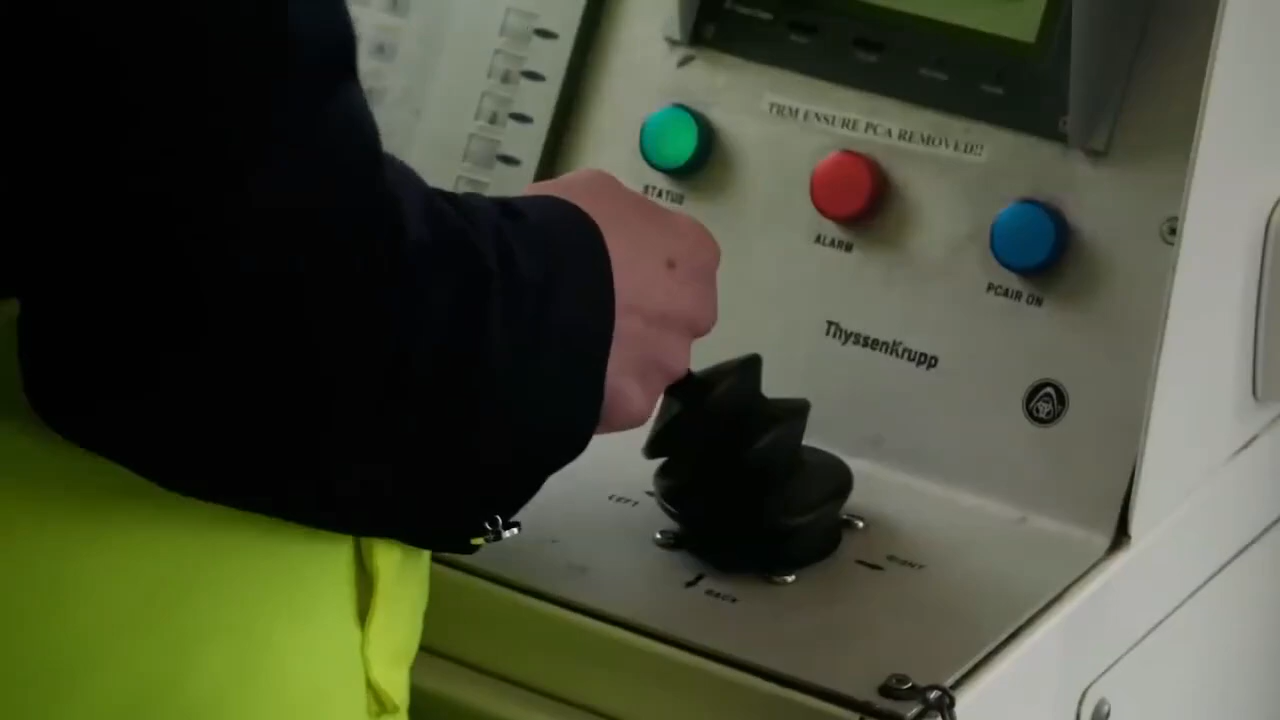 TRM ENSURE PCA REMOVED!!
STATUS
ALARM
PCAIR ON
ThyssenKrupp
LEFT
RIGHT
BACK